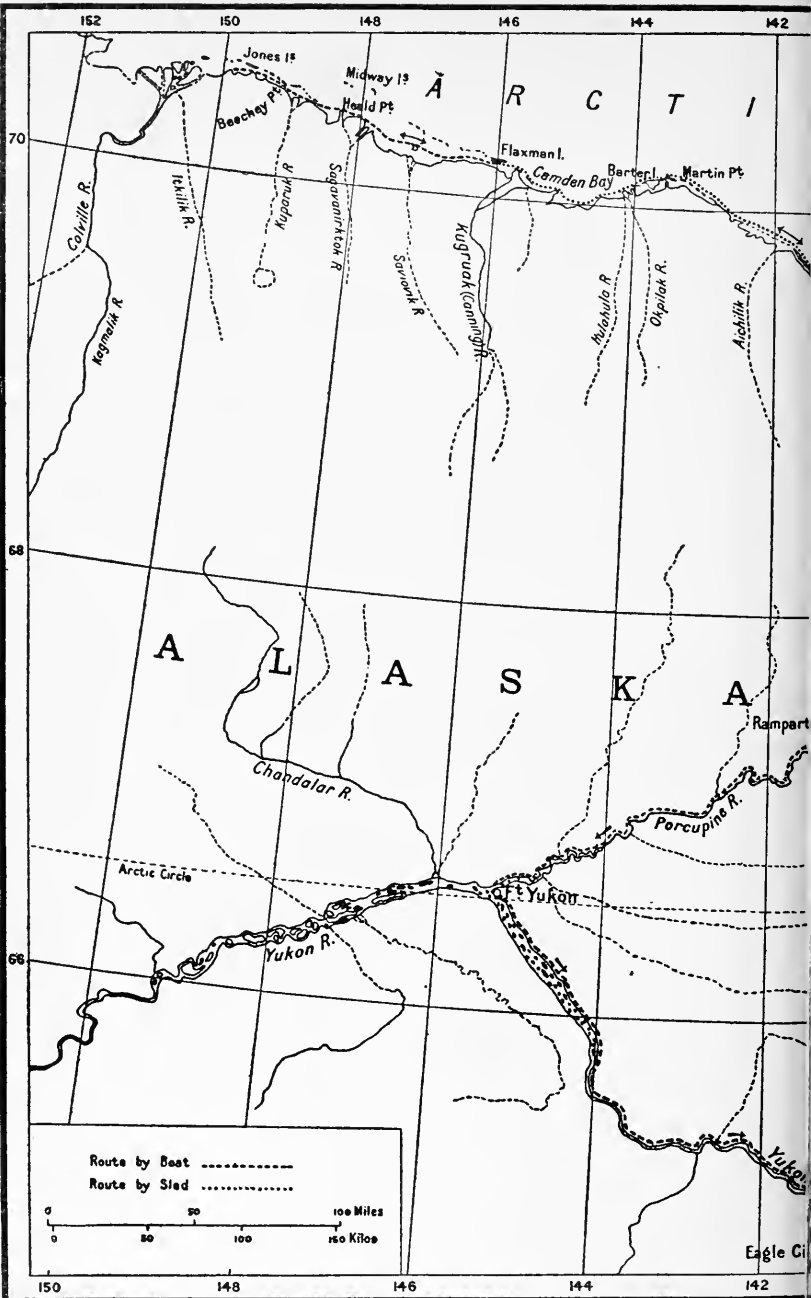 152 150 148 146 144 142
Jones Is
Midway Is
A R C T I
Beechey Pt
Heald Pt
70
Flaxman I.
Camden Bay
Barter I.
Martin Pt
Colville R.
Itkilik R.
Kuparuk R
Sagavanirktok R
Saviovik R
Kugruak (Canning) R.
Hulahula R
Okpilak R.
Aichilik R.
Kagmalik R
68
A L A S K A
Rampart
Chandalar R.
Porcupine R.
Arctic Circle
Ft Yukon
66
Yukon R.
Route by Boat
Route by Sled
0 50 100 Miles
0 50 100 150 Kilos
Yukon
Eagle Ci
150 148 146 144 142